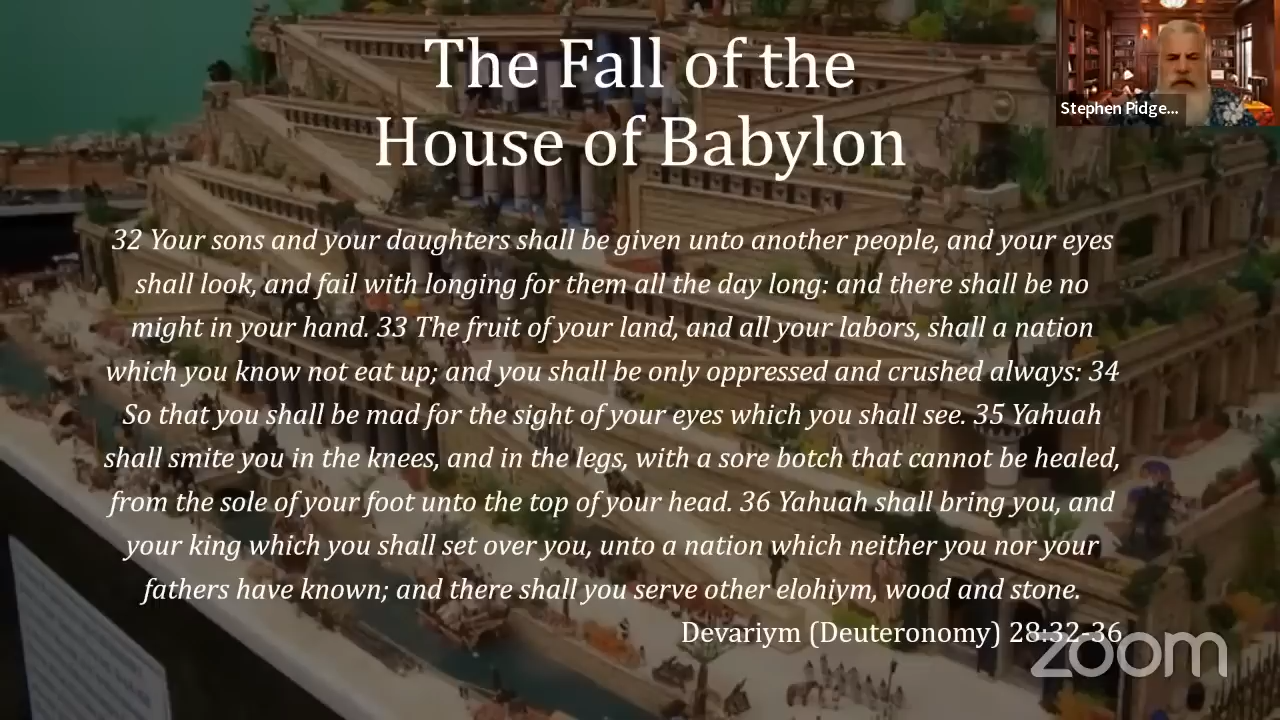 The Fall of the
House of Babylon
Stephen Pidge...
32 Your sons and your daughters shall be given unto another people, and your eyes
shall look, and fail with longing for them all the day long: and there shall be no
might in your hand. 33 The fruit of your land, and all your labors, shall a nation
which you know not eat up; and you shall be only oppressed and crushed always: 34
So that you shall be mad for the sight of your eyes which you shall see. 35 Yahuah
shall smite you in the knees, and in the legs, with a sore botch that cannot be healed,
from the sole of your foot unto the top of your head. 36 Yahuah shall bring you, and
your king which you shall set over you, unto a nation which neither you nor your
fathers have known; and there shall you serve other elohiym, wood and stone.
Devariym (Deuteronomy) 28:32-36
zoom